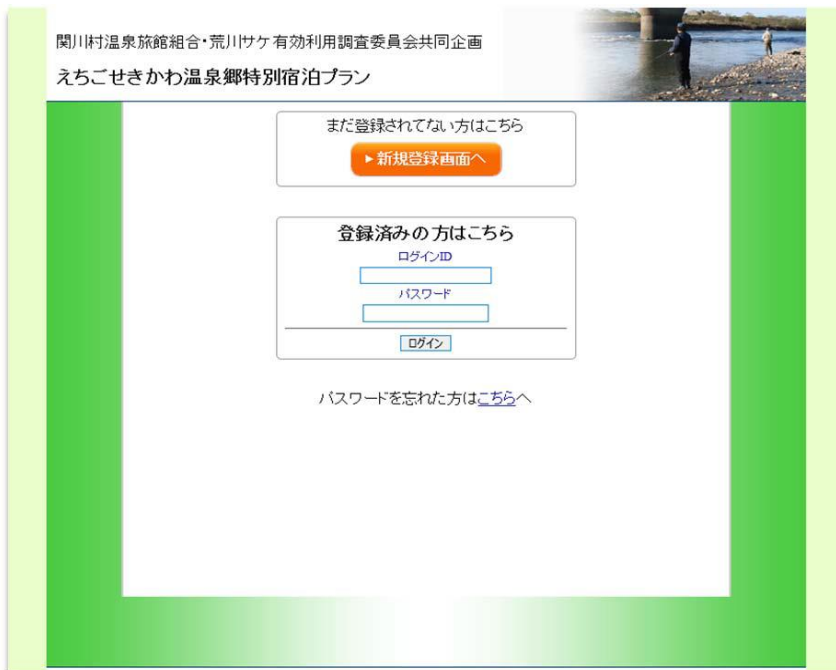 関川村温泉旅館組合・荒川サケ有効利用調査委員会共同企画
えちごせきかわ温泉郷特別宿泊プラン
まだ登録されてない方はこちら
▶新規登録画面へ
登録済みの方はこちら
ログインID
パスワード
ログイン
パスワードを忘れた方はこちらへ